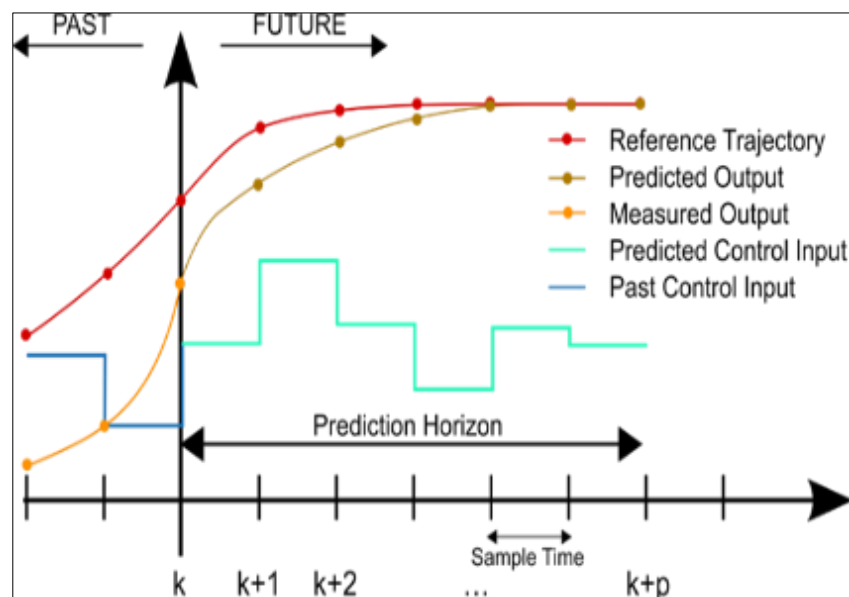 PAST
FUTURE
Reference Trajectory
Predicted Output
Measured Output
Predicted Control Input
Past Control Input
Prediction Horizon
Sample Time
k k+1 k+2 ... k+p